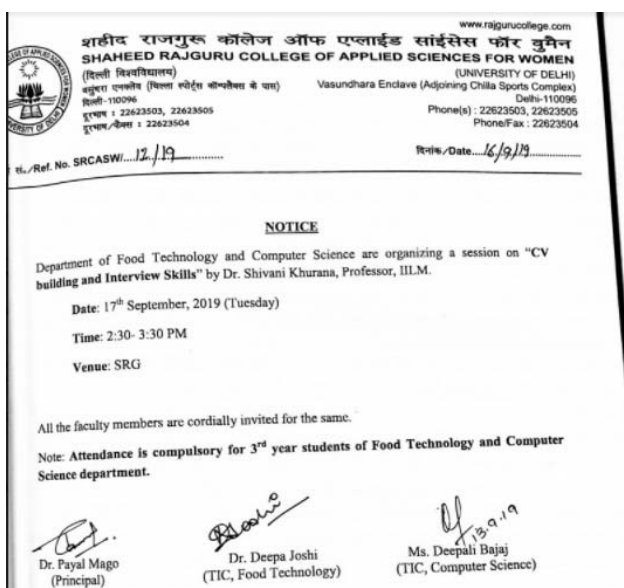 www.rajgurucollege.com
शहीद राजगुरू कॉलेज ऑफ एप्लाईड साईंसेस फॉर वुमैन
SHAHEED RAJGURU COLLEGE OF APPLIED SCIENCES FOR WOMEN
(दिल्ली विश्वविद्यालय)
(UNIVERSITY OF DELHI)
वसुंधरा एनक्लेव (चिल्ला स्पोर्ट्स कॉम्पलैक्स के पास)
Vasundhara Enclave (Adjoining Chilla Sports Complex)
दिल्ली-110096
Delhi-110096
दूरभाष : 22623503, 22623505
Phone(s) : 22623503, 22623505
दूरभाष/फैक्स : 22623504
Phone/Fax : 22623504
सं./Ref. No. SRCASW/....12./19..............
दिनांक/Date....16/9/19..............
NOTICE
Department of Food Technology and Computer Science are organizing a session on “CV
building and Interview Skills” by Dr. Shivani Khurana, Professor, IILM.
Date: 17th September, 2019 (Tuesday)
Time: 2:30- 3:30 PM
Venue: SRG
All the faculty members are cordially invited for the same.
Note: Attendance is compulsory for 3rd year students of Food Technology and Computer
Science department.
13.9.19
Dr. Payal Mago
(Principal)
Dr. Deepa Joshi
(TIC, Food Technology)
Ms. Deepali Bajaj
(TIC, Computer Science)